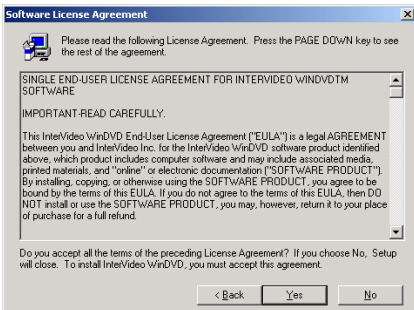 Software License Agreement
Please read the following License Agreement. Press the PAGE DOWN key to see
the rest of the agreement.
SINGLE END-USER LICENSE AGREEMENT FOR INTERVIDEO WINDVDTM
SOFTWARE
IMPORTANT-READ CAREFULLY.
This InterVideo WinDVD End-User License Agreement ("EULA") is a legal AGREEMENT
between you and InterVideo Inc. for the InterVideo WinDVD software product identified
above, which product includes computer software and may include associated media,
printed materials, and "online" or electronic documentation ("SOFTWARE PRODUCT").
By installing, copying, or otherwise using the SOFTWARE PRODUCT, you agree to be
bound by the terms of this EULA. If you do not agree to the terms of this EULA, then DO
NOT install or use the SOFTWARE PRODUCT, you may, however, return it to your place
of purchase for a full refund.
Do you accept all the terms of the preceding License Agreement? If you choose No, Setup
will close. To install InterVideo WinDVD, you must accept this agreement.
< Back Yes No